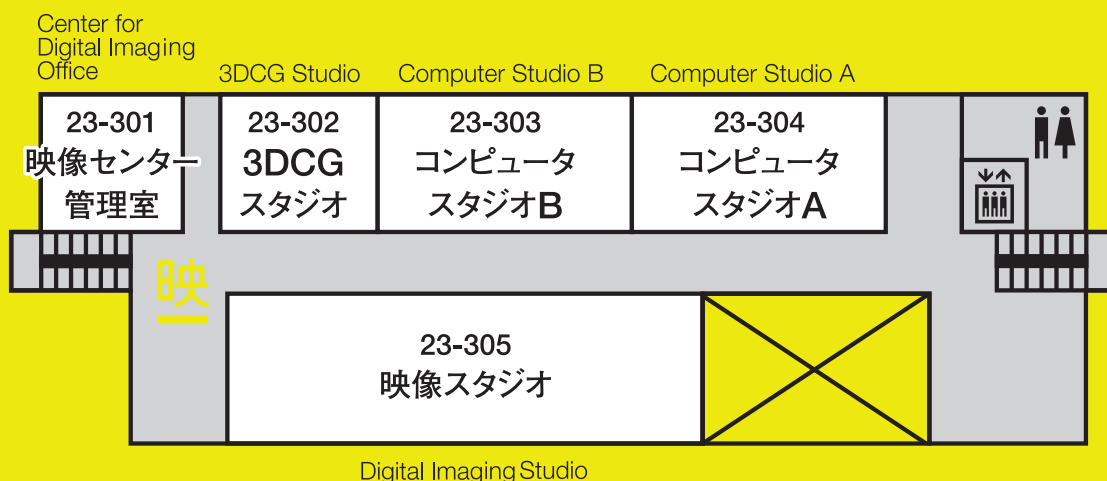 Center for
Digital Imaging
Office
3DCG Studio
Computer Studio B
Computer Studio A
23-301
映像センター
管理室
23-302
3DCG
スタジオ
23-303
コンピュータ
スタジオB
23-304
コンピュータ
スタジオA
映
23-305
映像スタジオ
Digital Imaging Studio